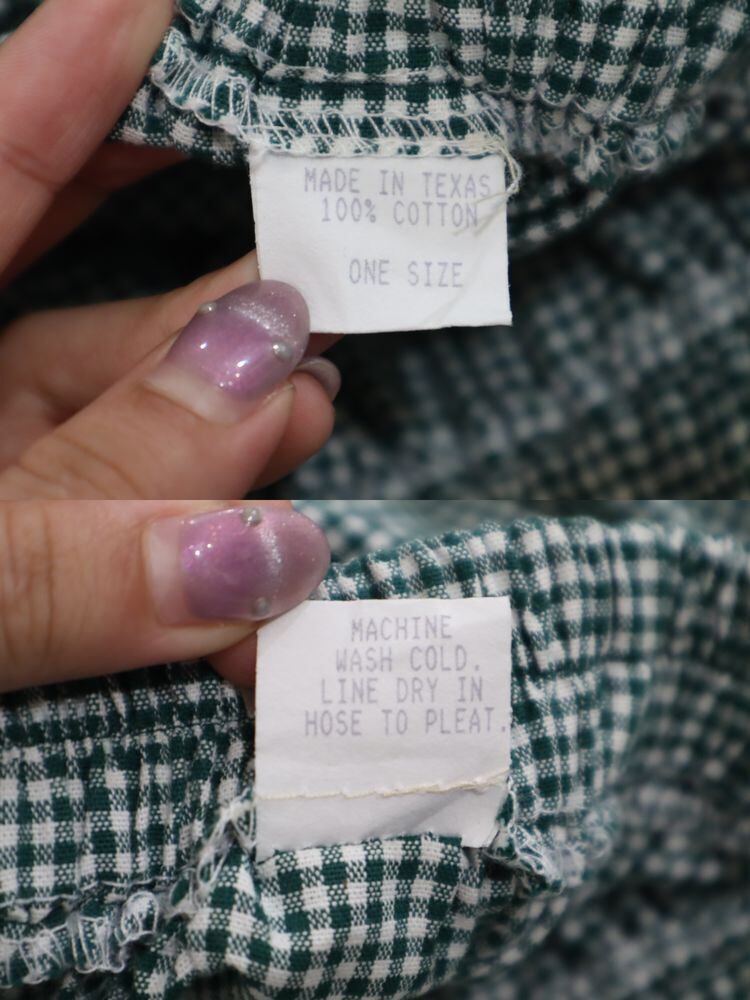 MADE IN TEXAS
100% COTTON
ONE SIZE
MACHINE
WASH COLD.
LINE DRY IN
HOSE TO PLEAT.